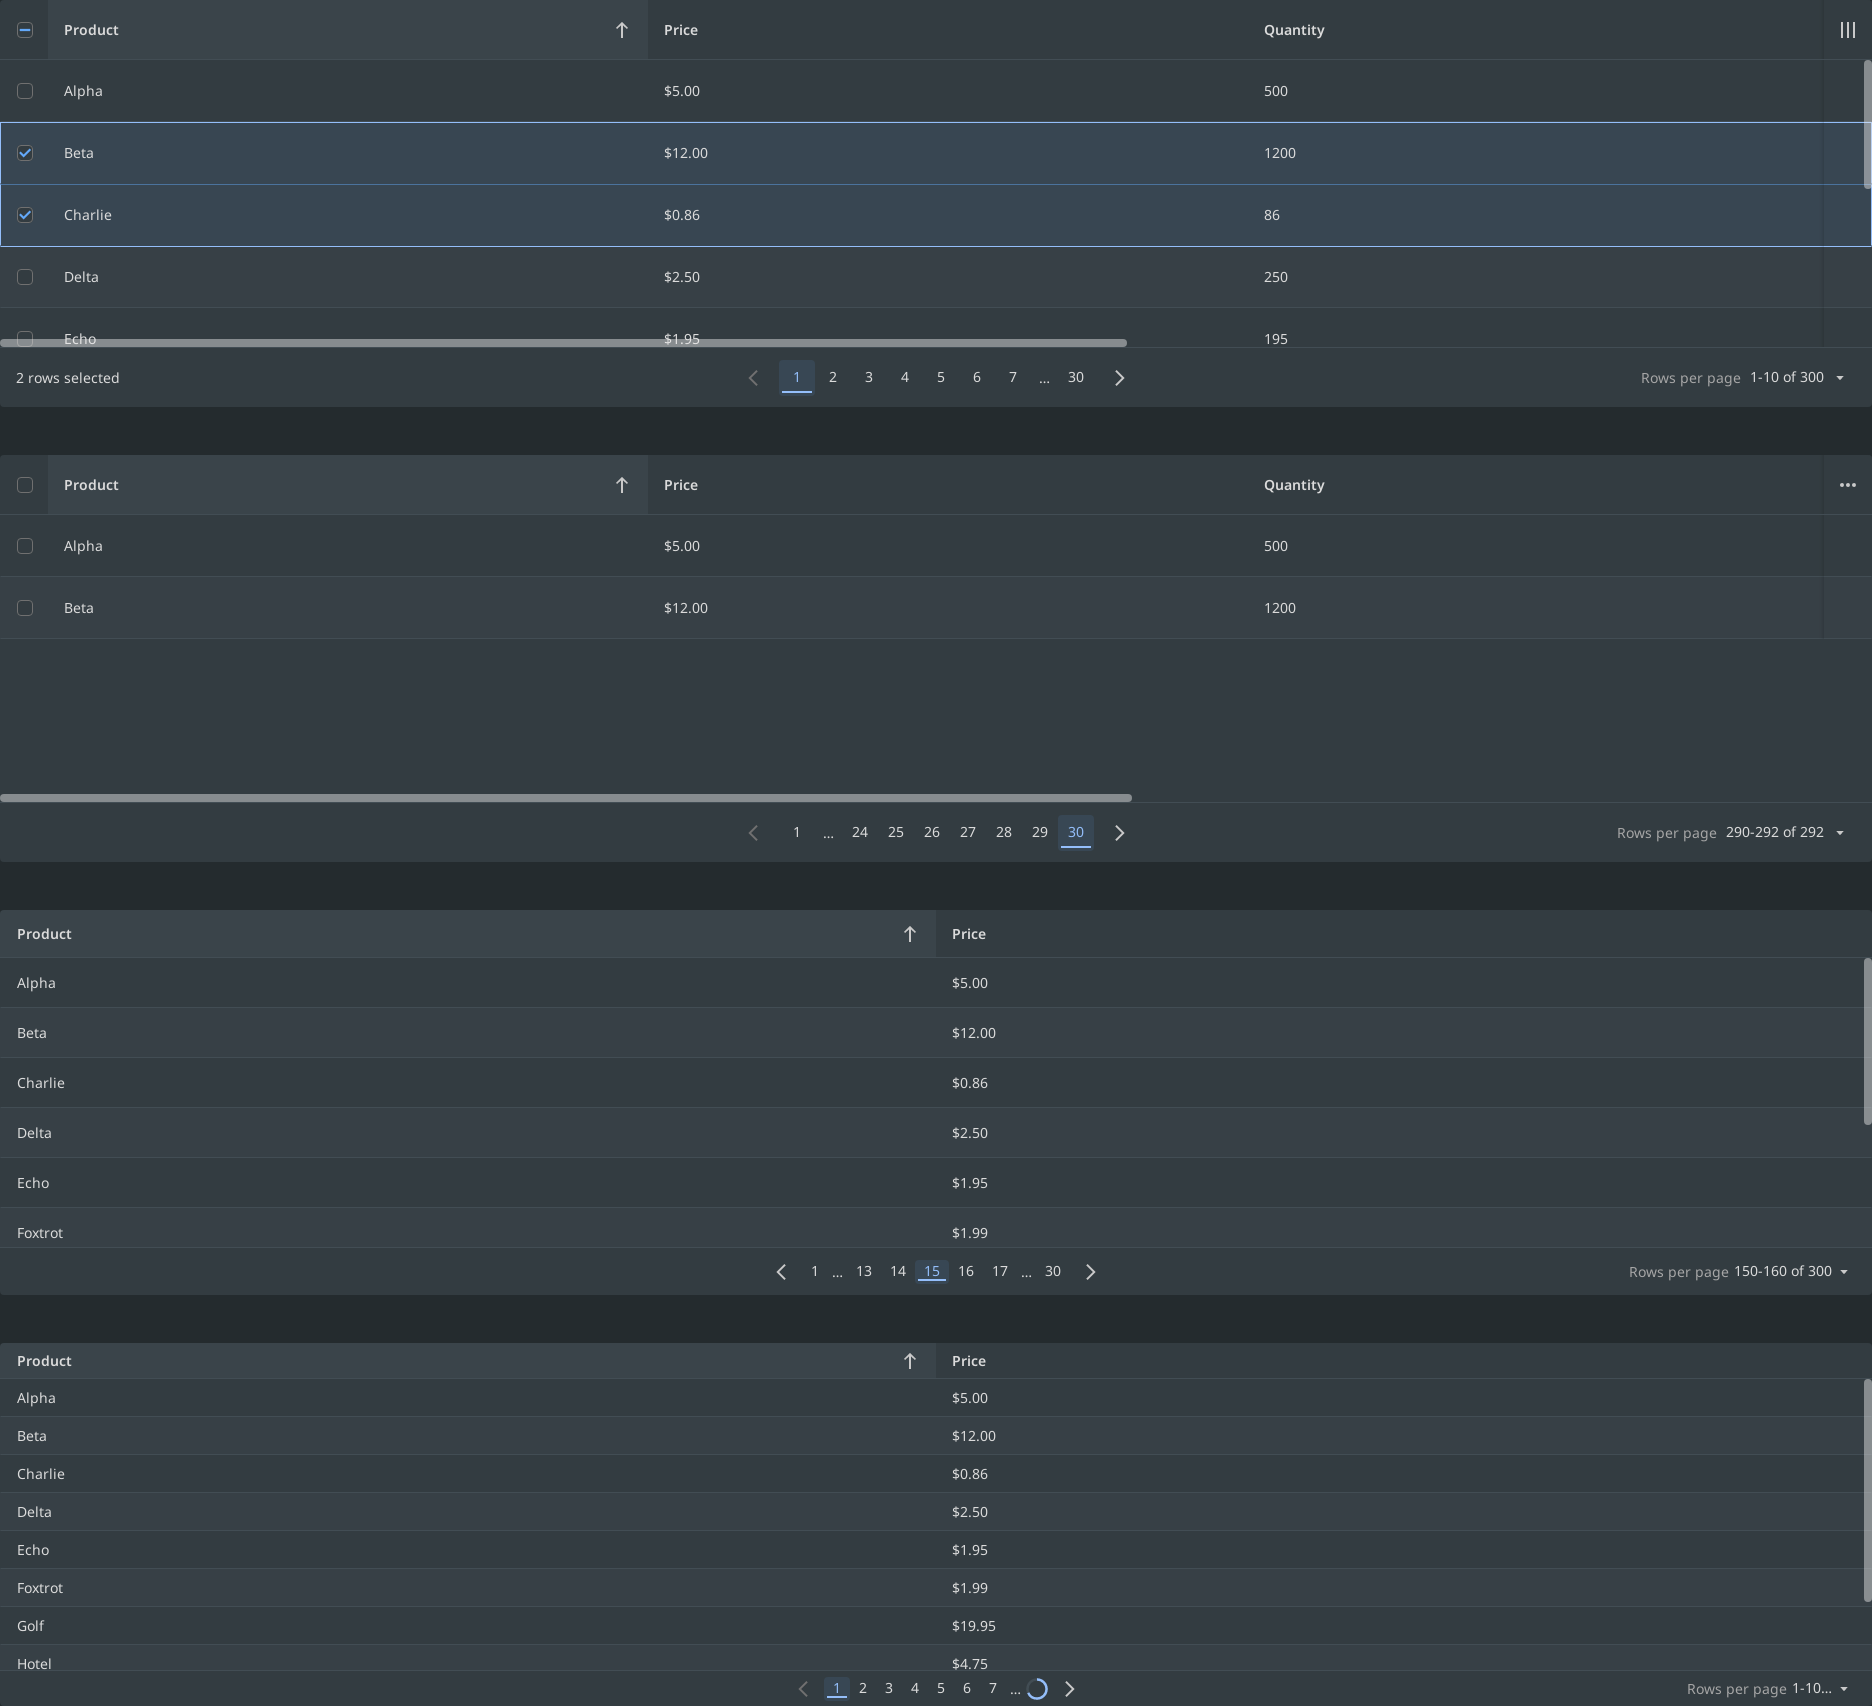 Product Price Quantity
Alpha $5.00 500
Beta $12.00 1200
Charlie $0.86 86
Delta $2.50 250
Echo $1.95 195
2 rows selected 1 2 3 4 5 6 7 ... 30 Rows per page 1-10 of 300
Product Price Quantity
Alpha $5.00 500
Beta $12.00 1200
1 ... 24 25 26 27 28 29 30 Rows per page 290-292 of 292
Product Price
Alpha $5.00
Beta $12.00
Charlie $0.86
Delta $2.50
Echo $1.95
Foxtrot $1.99
1 ... 13 14 15 16 17 ... 30 Rows per page 150-160 of 300
Product Price
Alpha $5.00
Beta $12.00
Charlie $0.86
Delta $2.50
Echo $1.95
Foxtrot $1.99
Golf $19.95
Hotel $4.75
1 2 3 4 5 6 7 ... Rows per page 1-10...